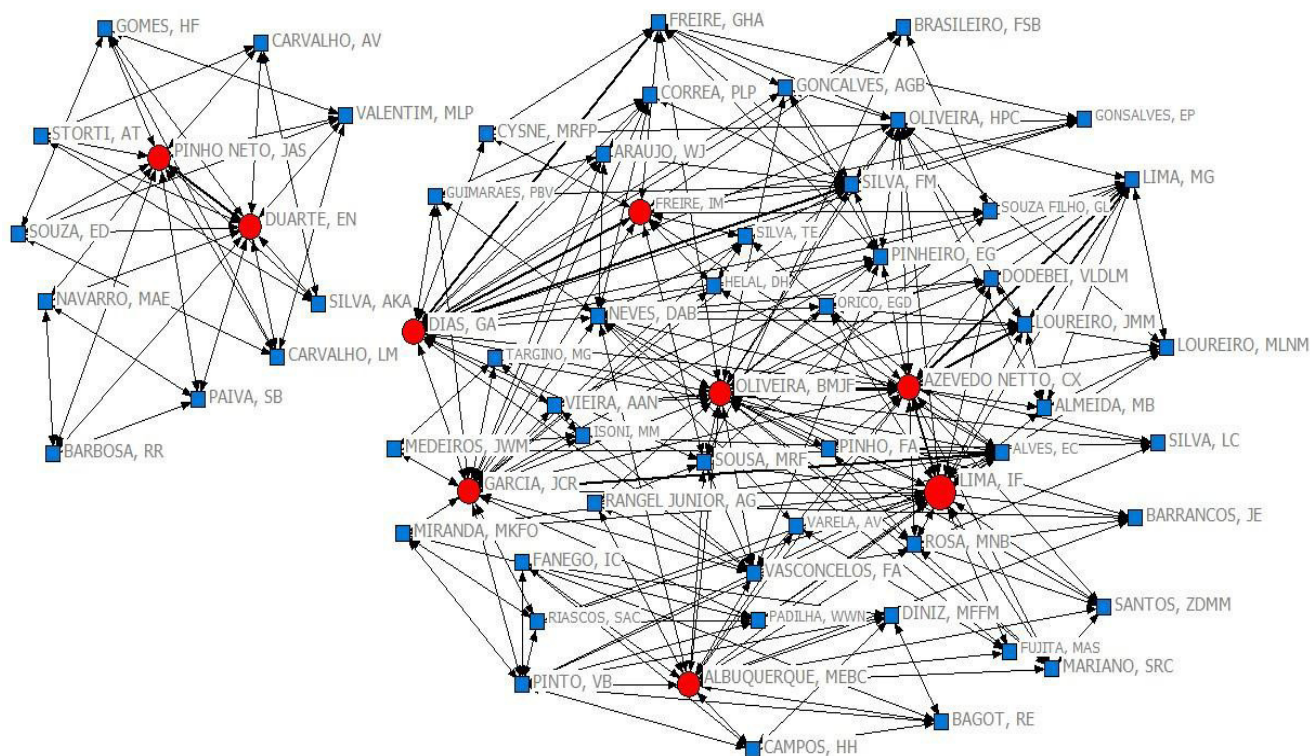 GOMES, HF
CARVALHO, AV
VALENTIM, MLP
STORTI, AT
PINHO NETO, JAS
DUARTE, EN
SOUZA, ED
NAVARRO, MAE
SILVA, AKA
CARVALHO, LM
PAIVA, SB
BARBOSA, RR
FREIRE, GHA
BRASILEIRO, FSB
CORREA, PLP
GONCALVES, AGB
OLIVEIRA, HPC
GONSALVES, EP
CYSNE, MRFP
ARAUJO, WJ
SILVA, FM
LIMA, MG
GUIMARAES, PBV
FREIRE, IM
SOUZA FILHO, GL
SILVA, TE
PINHEIRO, EG
HELAL, DH
DODEBEI, VLDLM
ORICO, EGD
NEVES, DAB
LOUREIRO, JMM
DIAS, GA
LOUREIRO, MLNM
TARGINO, MG
OLIVEIRA, BMJF
AZEVEDO NETTO, CX
VIEIRA, AAN
ALMEIDA, MB
ISONI, MM
MEDEIROS, JWM
PINHO, FA
SILVA, LC
ALVES, EC
SOUSA, MRF
GARCIA, JCR
LIMA, IF
RANGEL JUNIOR, AG
BARRANCOS, JE
VARELA, AV
MIRANDA, MKFO
ROSA, MNB
FANEGO, IC
VASCONCELOS, FA
SANTOS, ZDMM
RIASCOS, SAC
PADILHA, WWN
DINIZ, MFFM
FUJITA, MAS
MARIANO, SRC
PINTO, VB
ALBUQUERQUE, MEBC
BAGOT, RE
CAMPOS, HH